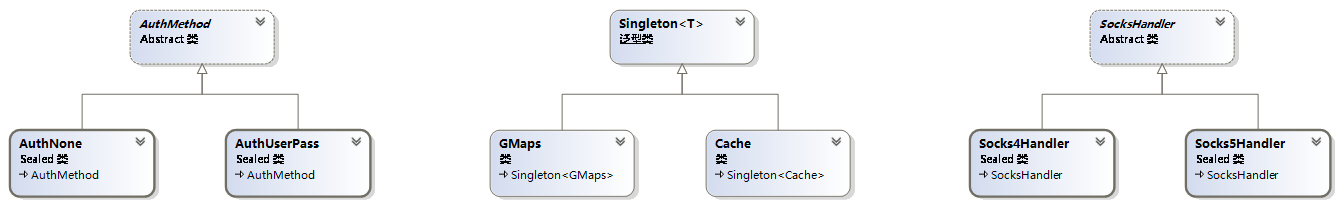 AuthMethod
Abstract 类
Singleton<T>
泛型类
SocksHandler
Abstract 类
AuthNone
Sealed 类
AuthMethod
AuthUserPass
Sealed 类
AuthMethod
GMaps
类
Singleton<GMaps>
Cache
类
Singleton<Cache>
Socks4Handler
Sealed 类
SocksHandler
Socks5Handler
Sealed 类
SocksHandler